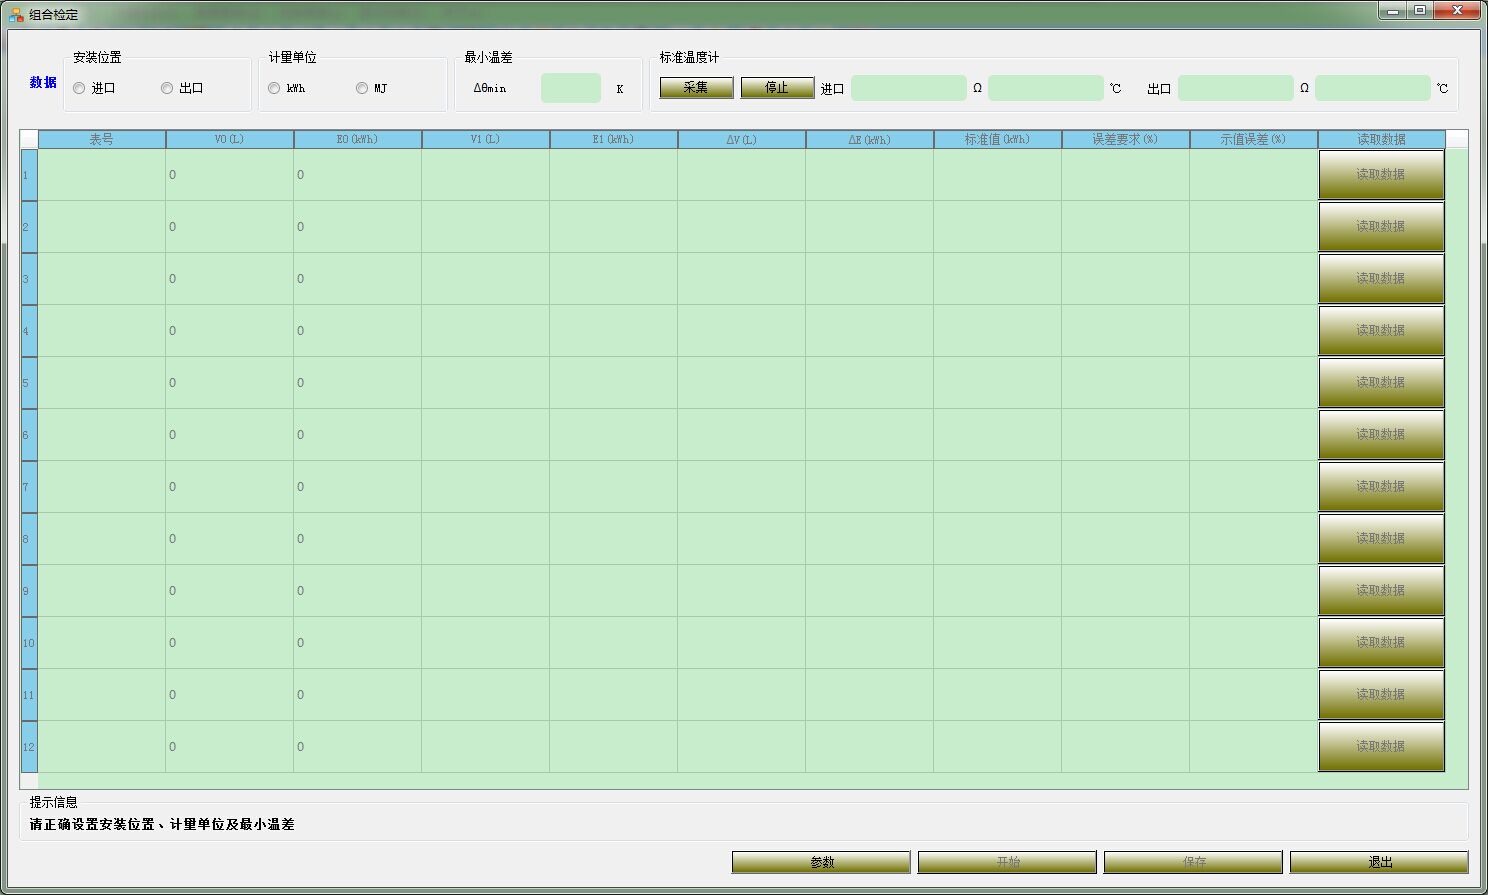 组合检定
安装位置 计量单位 最小温差 标准温度计
数据 进口 出口 kWh MJ Δθmin K 采集 停止 进口 Ω ℃ 出口 Ω ℃
表号 V0(L) E0(kWh) V1(L) E1(kWh) ΔV(L) ΔE(kWh) 标准值(kWh) 误差要求(%) 示值误差(%) 读取数据
1 0 0 读取数据
2 0 0 读取数据
3 0 0 读取数据
4 0 0 读取数据
5 0 0 读取数据
6 0 0 读取数据
7 0 0 读取数据
8 0 0 读取数据
9 0 0 读取数据
10 0 0 读取数据
11 0 0 读取数据
12 0 0 读取数据
提示信息
请正确设置安装位置、计量单位及最小温差
参数 开始 保存 退出